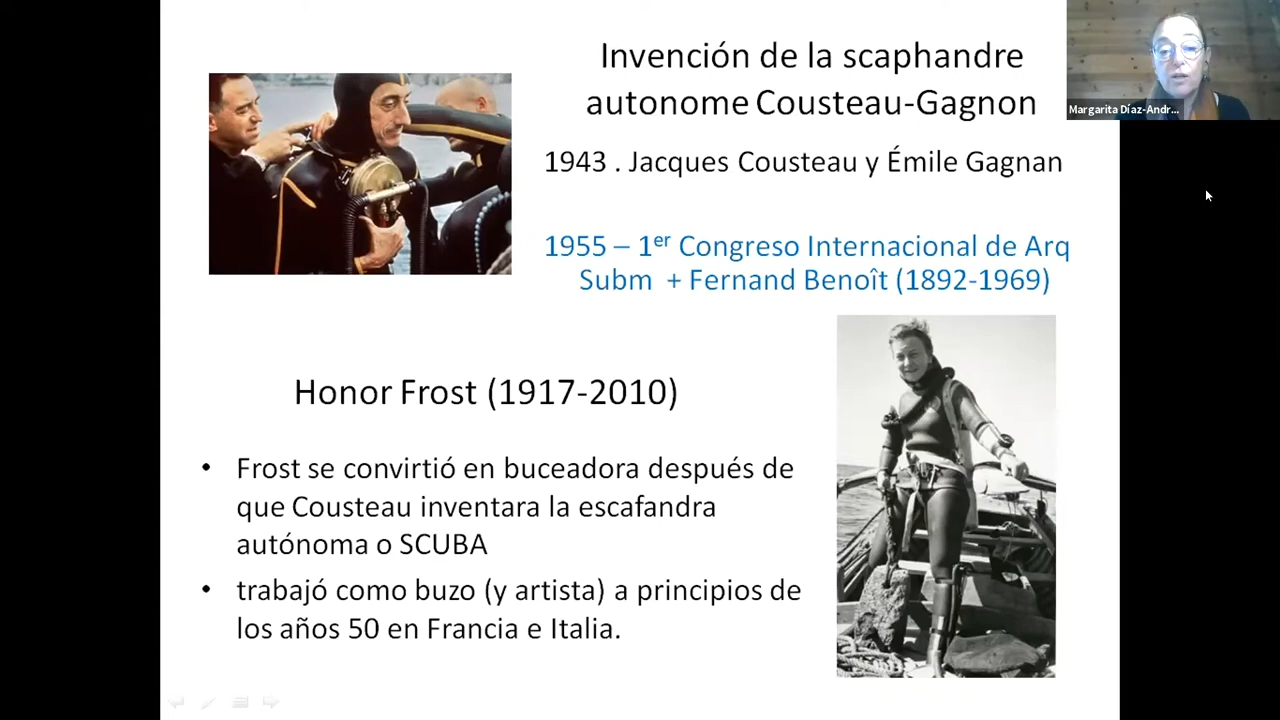 Invención de la scaphandre
autonome Cousteau-Gagnon
1943 . Jacques Cousteau y Émile Gagnan
1955 – 1er Congreso Internacional de Arq
Subm + Fernand Benoît (1892-1969)
Honor Frost (1917-2010)
• Frost se convirtió en buceadora después de
que Cousteau inventara la escafandra
autónoma o SCUBA
• trabajó como buzo (y artista) a principios de
los años 50 en Francia e Italia.
Margarita Díaz-Andr...